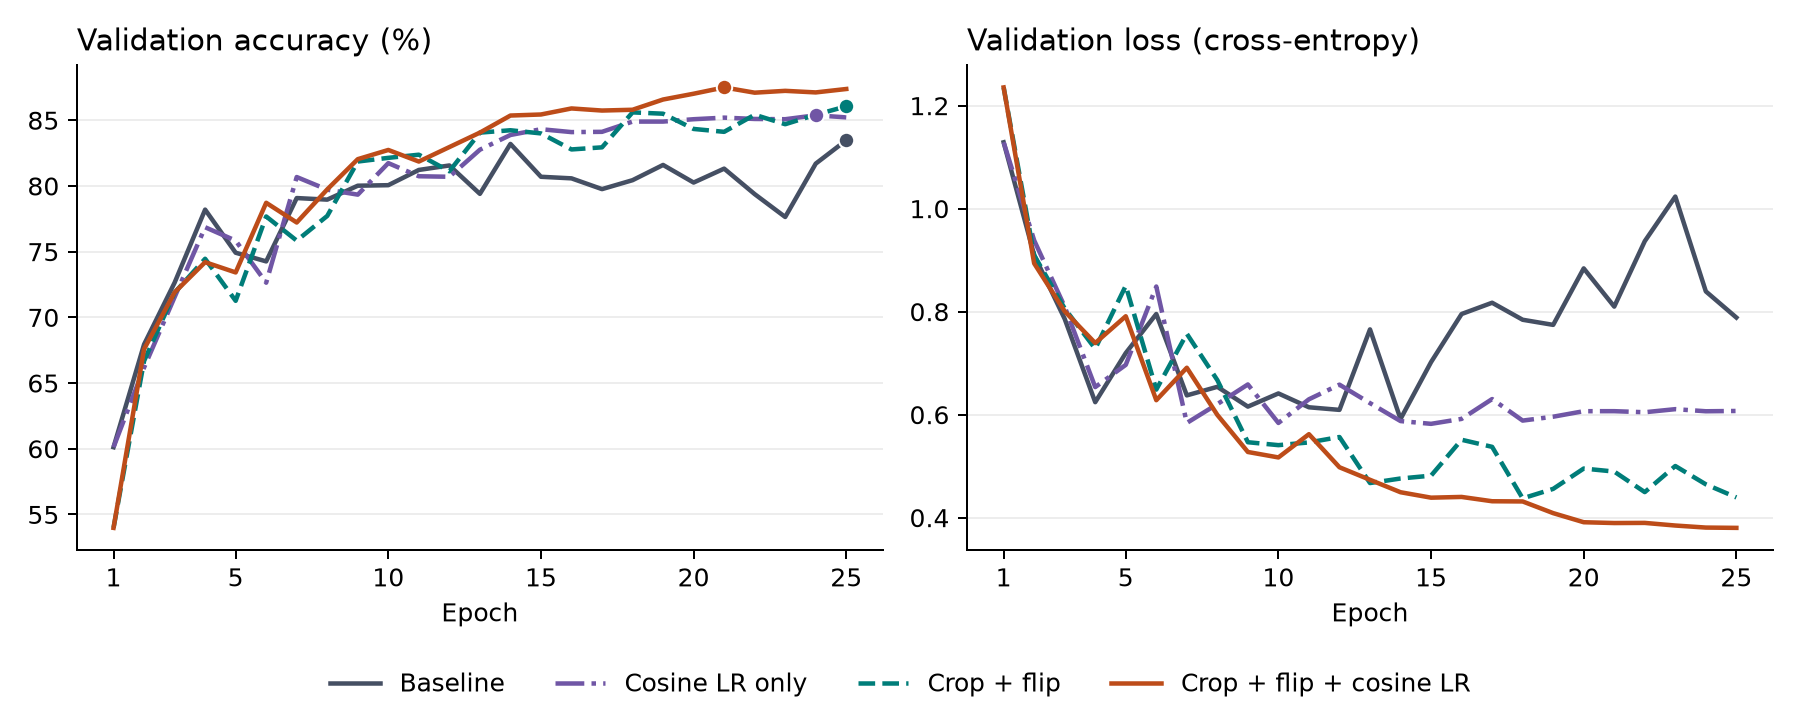 Validation accuracy (%)
85
80
75
70
65
60
55
1 5 10 15 20 25
Epoch
Validation loss (cross-entropy)
1.2
1.0
0.8
0.6
0.4
1 5 10 15 20 25
Epoch
Baseline Cosine LR only Crop + flip Crop + flip + cosine LR